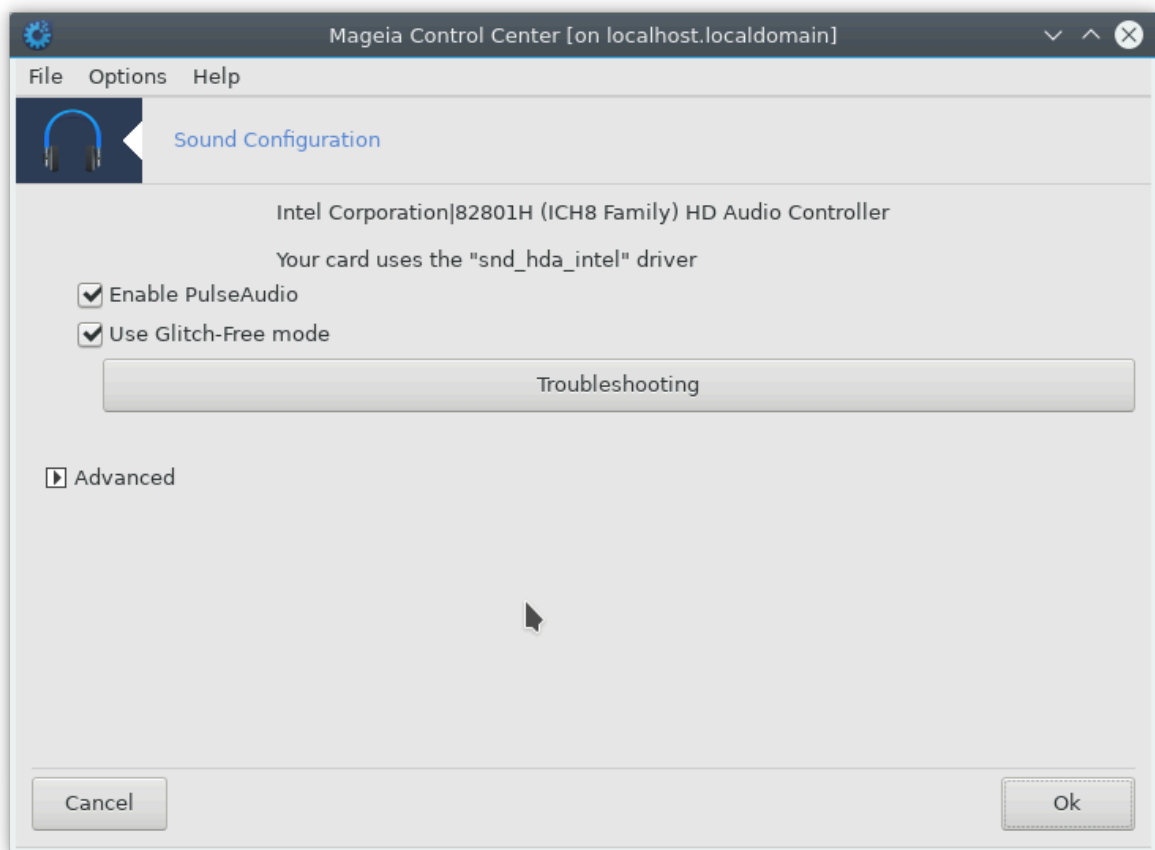 Mageia Control Center [on localhost.localdomain]
File Options Help
Sound Configuration
Intel Corporation|82801H (ICH8 Family) HD Audio Controller
Your card uses the "snd_hda_intel" driver
Enable PulseAudio
Use Glitch-Free mode
Troubleshooting
Advanced
Cancel Ok